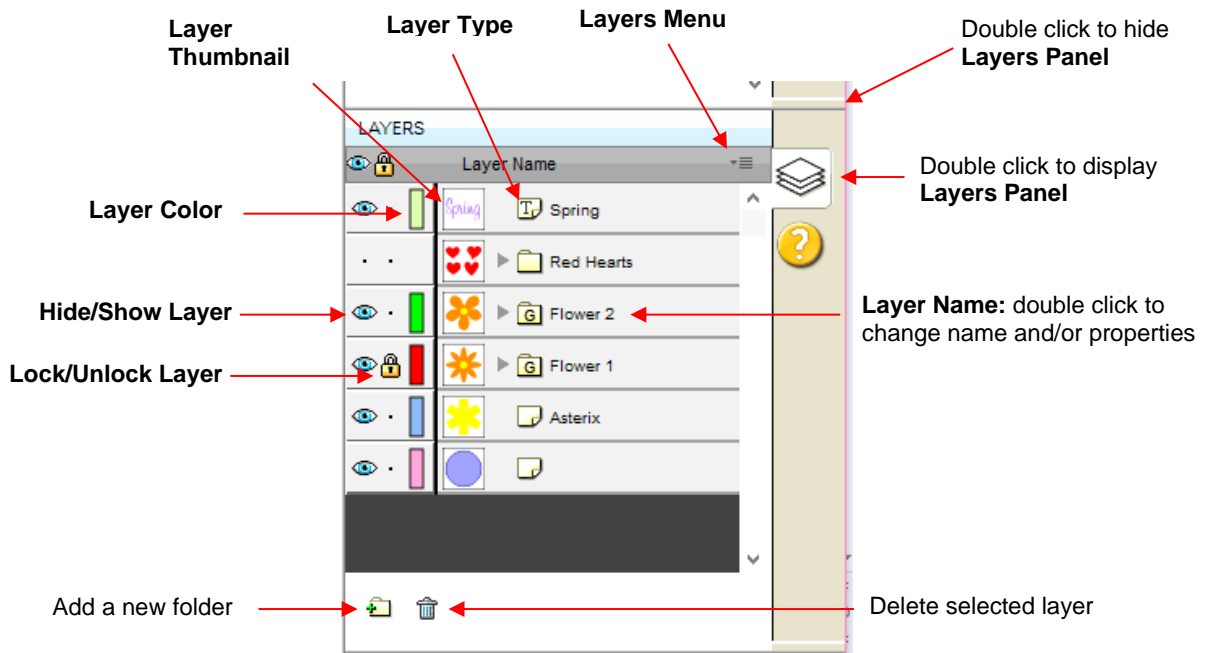 Layer
Thumbnail
Layer Type
Layers Menu
Double click to hide
Layers Panel
LAYERS
Layer Name
Double click to display
Layers Panel
Layer Color
Spring
T
Spring
Red Hearts
?
Hide/Show Layer
G
Flower 2
Layer Name: double click to
change name and/or properties
Lock/Unlock Layer
G
Flower 1
Asterix
Add a new folder
Delete selected layer